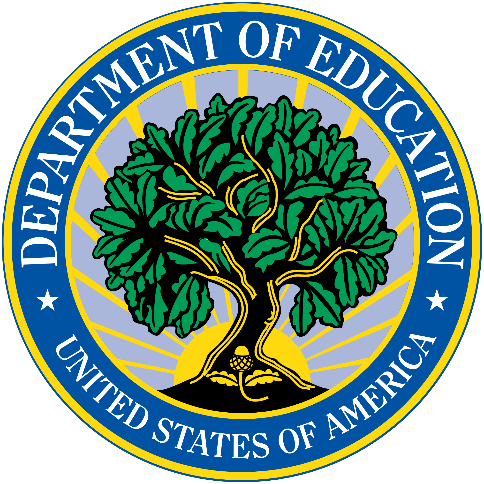 DEPARTMENT OF EDUCATION
UNITED STATES OF AMERICA